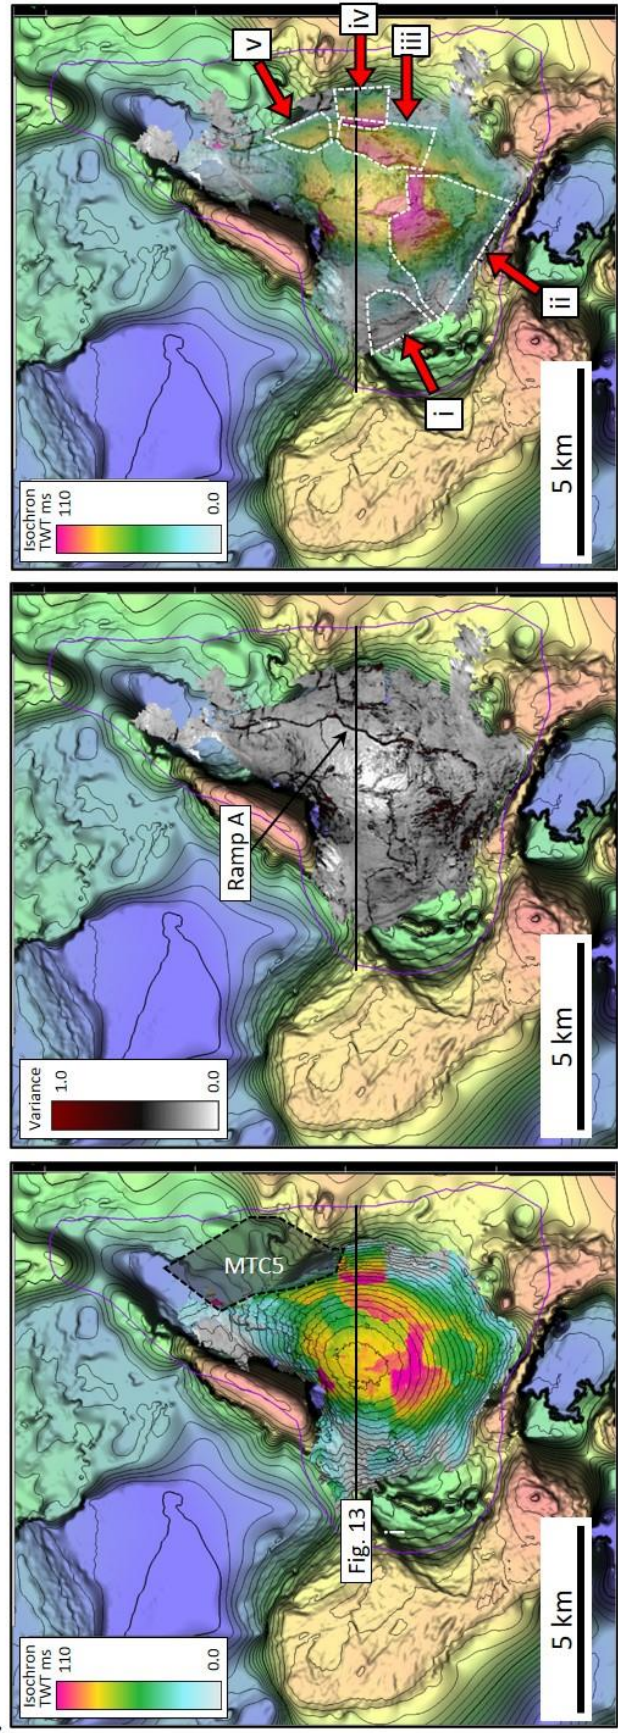 Isochron
TWT ms
110
0.0
MTC5
Fig. 13
i
5 km
Variance
1.0
0.0
Ramp A
5 km
Isochron
TWT ms
110
0.0
v
iv
iii
ii
i
5 km